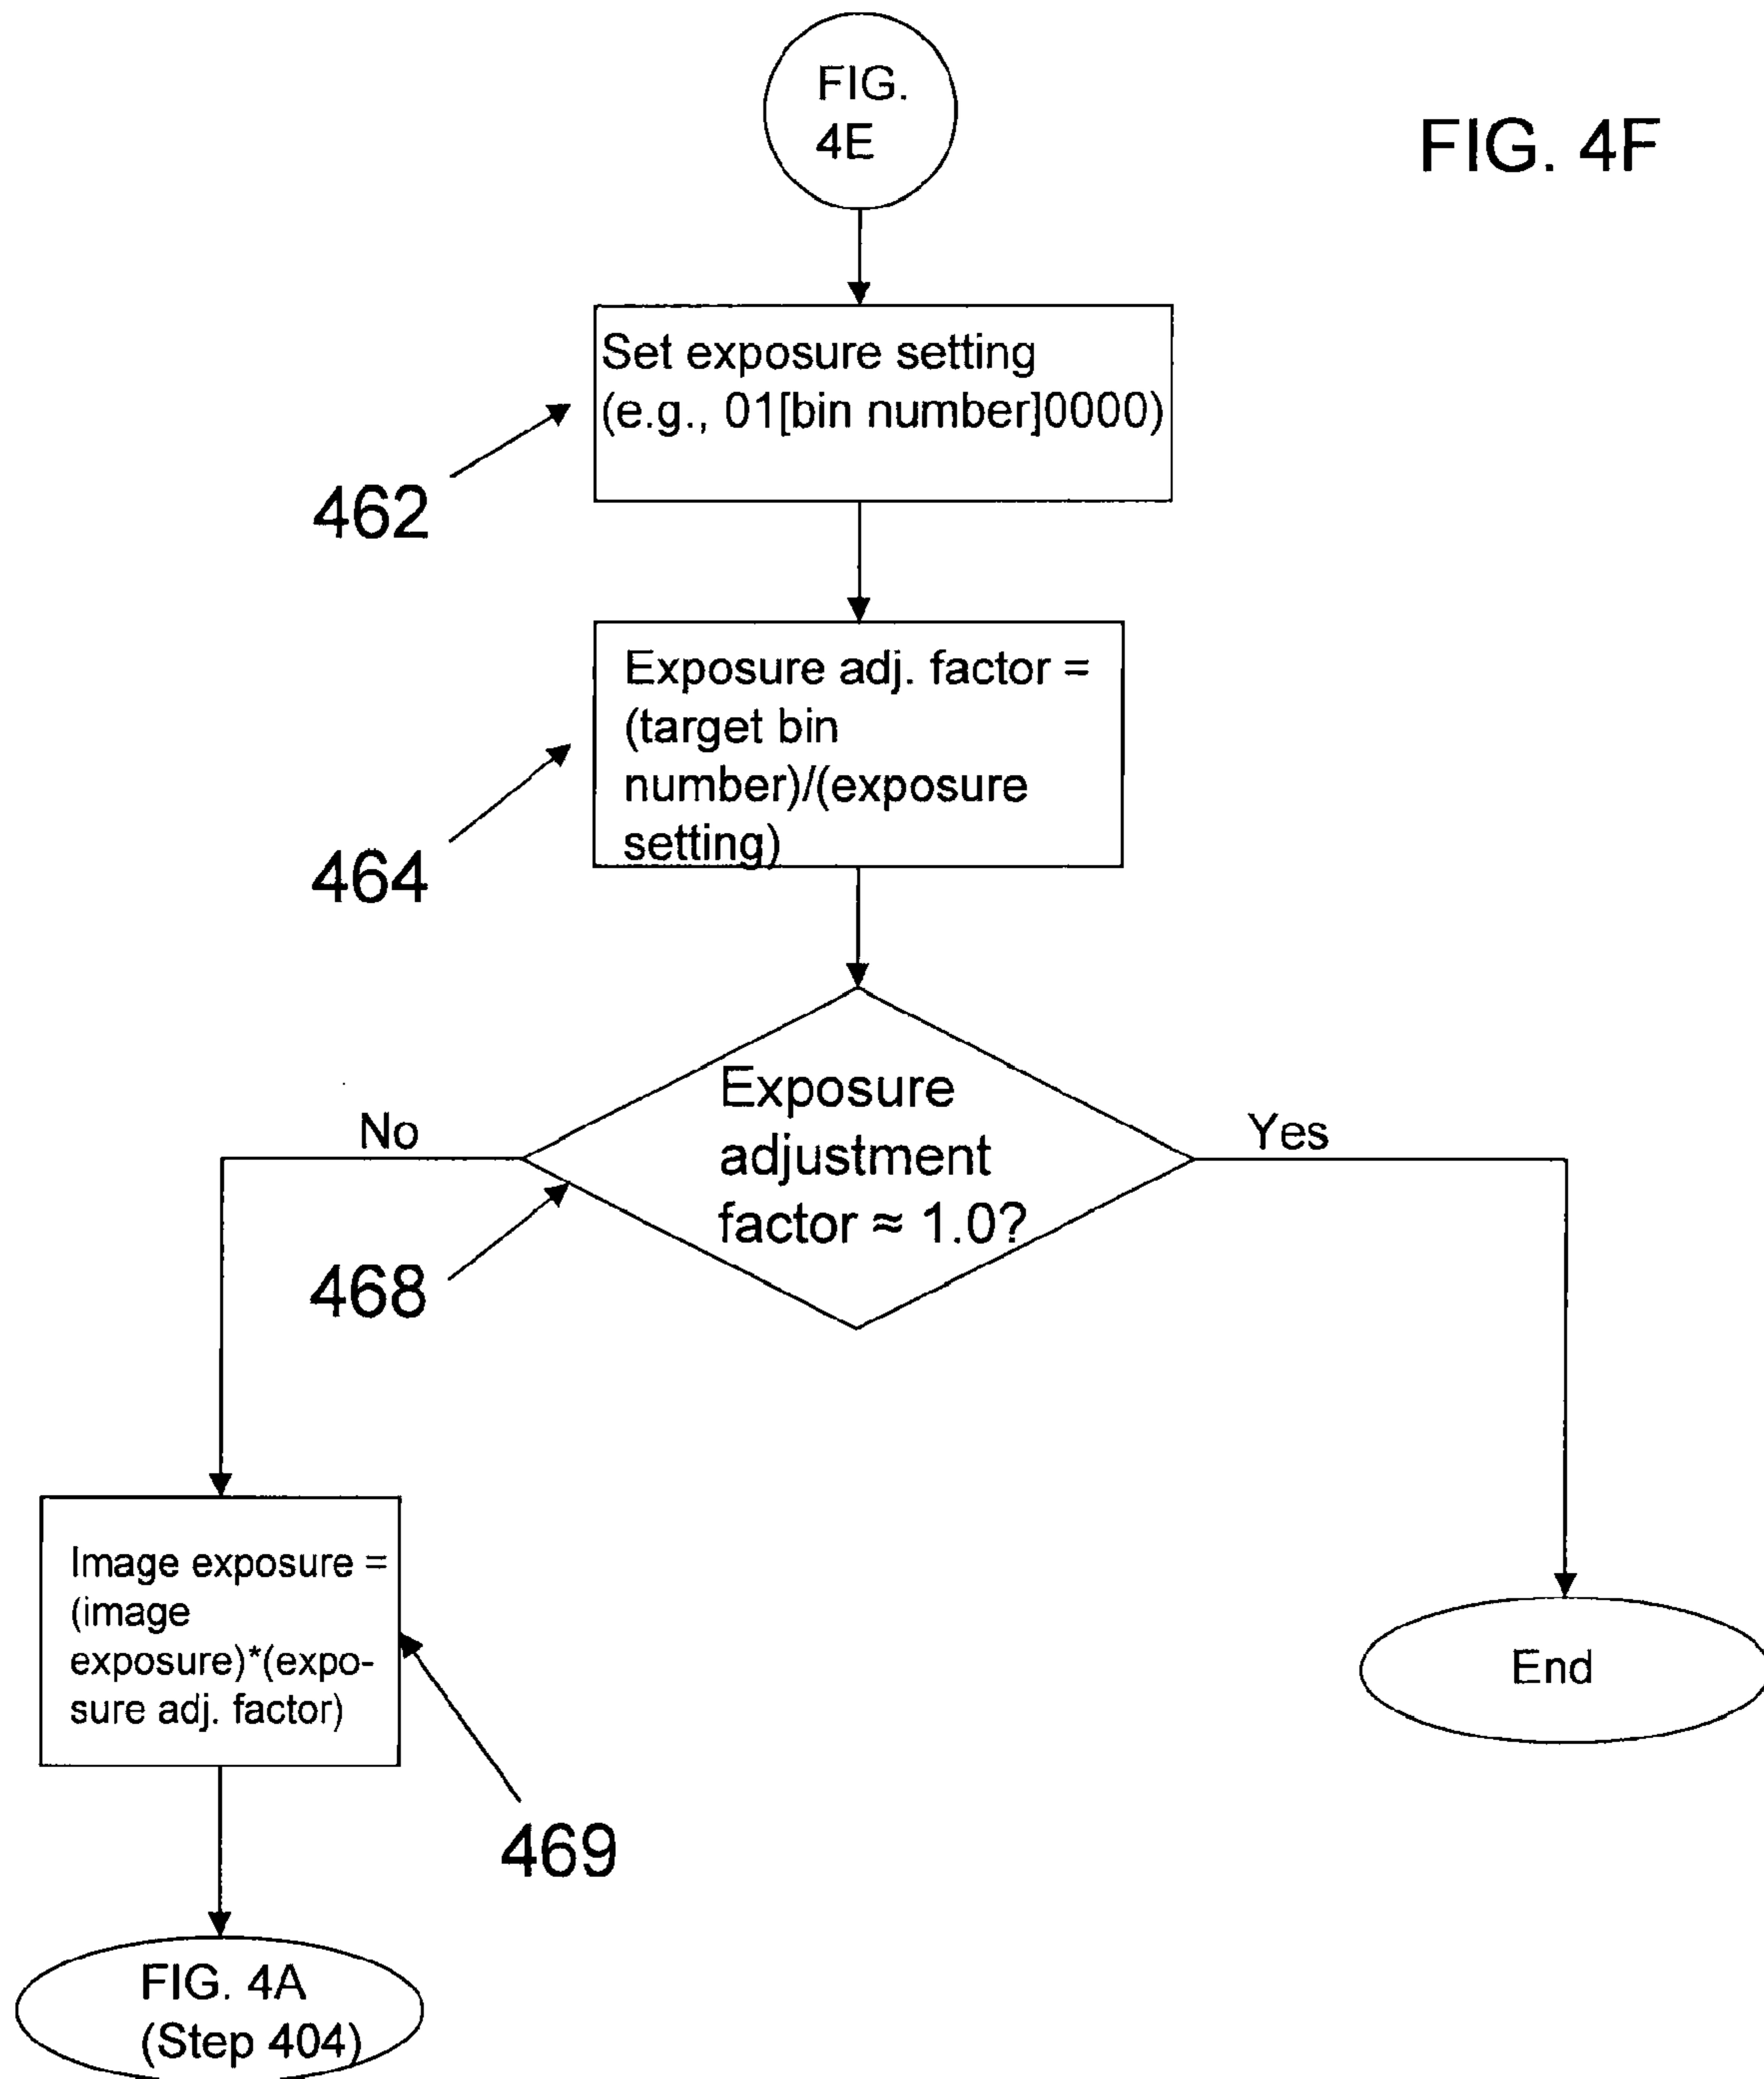 FIG.
4E
FIG. 4F
Set exposure setting
(e.g., 01[bin number]0000)
462
Exposure adj. factor =
(target bin
number)/(exposure
setting)
464
Exposure
adjustment
factor ≈ 1.0?
No
Yes
468
Image exposure =
(image
exposure)*(expo-
sure adj. factor)
End
469
FIG. 4A
(Step 404)